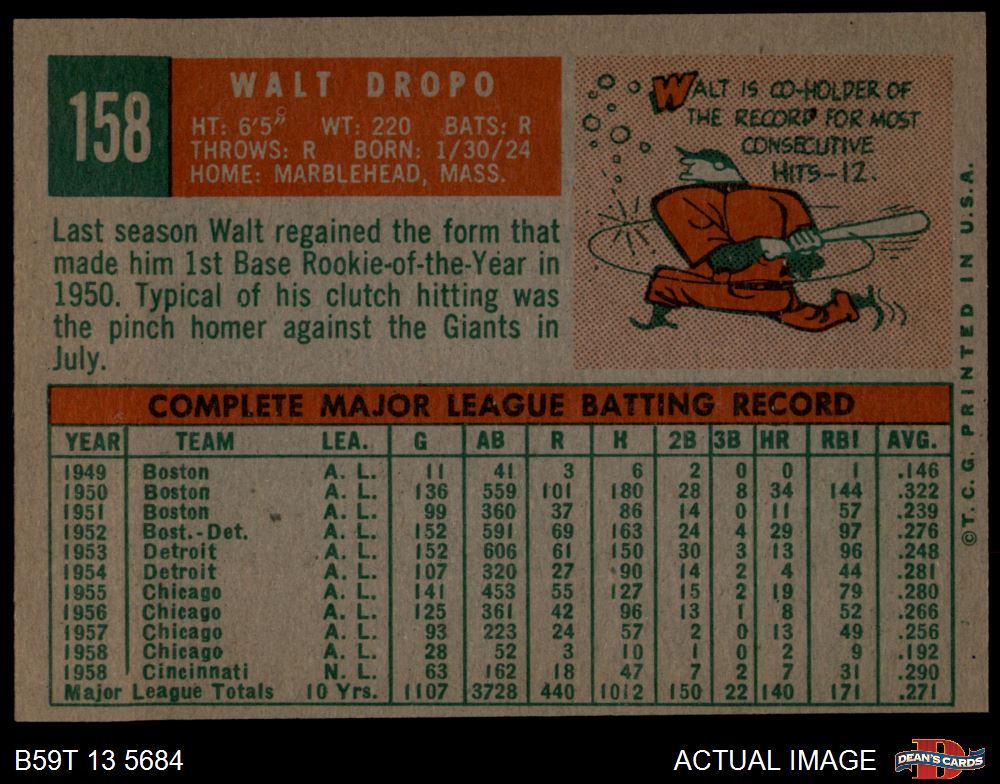 158
WALT DROPO
HT: 6'5" WT: 220 BATS: R
THROWS: R BORN: 1/30/24
HOME: MARBLEHEAD, MASS.
WALT IS CO-HOLDER OF
THE RECORD FOR MOST
CONSECUTIVE
HITS-12.
Last season Walt regained the form that
made him 1st Base Rookie-of-the-Year in
1950. Typical of his clutch hitting was
the pinch homer against the Giants in
July.
COMPLETE MAJOR LEAGUE BATTING RECORD
YEAR TEAM LEA. G AB R H 2B 3B HR RBI AVG.
1949 Boston A. L. 11 41 3 6 2 0 0 1 .146
1950 Boston A. L. 136 559 101 180 28 8 34 144 .322
1951 Boston A. L. 99 360 37 86 14 0 11 57 .239
1952 Bost.-Det. A. L. 152 591 69 163 24 4 29 97 .276
1953 Detroit A. L. 152 606 61 150 30 3 13 96 .248
1954 Detroit A. L. 107 320 27 90 14 2 4 44 .281
1955 Chicago A. L. 141 453 55 127 15 2 19 79 .280
1956 Chicago A. L. 125 361 42 96 13 1 8 52 .266
1957 Chicago A. L. 93 223 24 57 2 0 13 49 .256
1958 Chicago A. L. 28 52 3 10 1 0 2 9 .192
1958 Cincinnati N. L. 63 162 18 47 7 2 7 31 .290
Major League Totals 10 Yrs. 1107 3728 440 1012 150 22 140 171 .271
© T. C. G. PRINTED IN U.S.A.
B59T 13 5684
ACTUAL IMAGE
DEAN'S CARDS